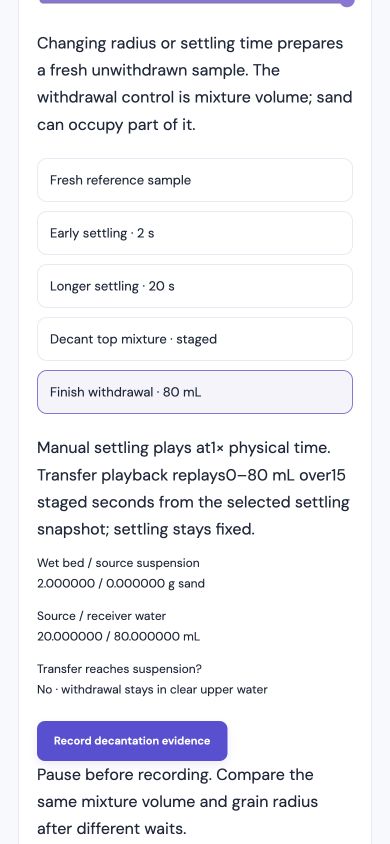 Changing radius or settling time prepares
a fresh unwithdrawn sample. The
withdrawal control is mixture volume; sand
can occupy part of it.
Fresh reference sample
Early settling · 2 s
Longer settling · 20 s
Decant top mixture · staged
Finish withdrawal · 80 mL
Manual settling plays at1× physical time.
Transfer playback replays0–80 mL over15
staged seconds from the selected settling
snapshot; settling stays fixed.
Wet bed / source suspension
2.000000 / 0.000000 g sand
Source / receiver water
20.000000 / 80.000000 mL
Transfer reaches suspension?
No · withdrawal stays in clear upper water
Record decantation evidence
Pause before recording. Compare the
same mixture volume and grain radius
after different waits.